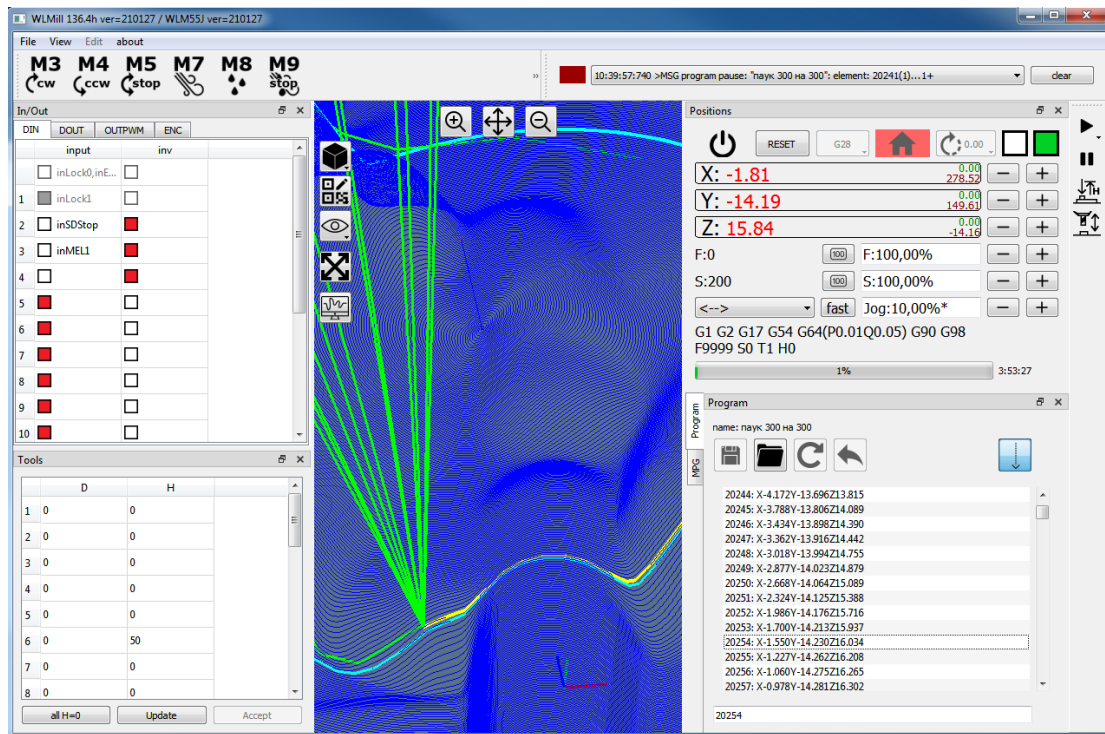 WLMill 136.4h ver=210127 / WLM55J ver=210127
File View Edit about
M3 M4 M5 M7 M8 M9
cw ccw stop stop
»
10:39:57:740 >MSG program pause: "паук 300 на 300": element: 20241(1)...1+
clear
In/Out
DIN DOUT OUTPWM ENC
input inv
inLock0,inE...
1 inLock1
2 inSDStop
3 inMEL1
4
5
6
7
8
9
10
Tools
D H
1 0 0
2 0 0
3 0 0
4 0 0
5 0 0
6 0 50
7 0 0
8 0 0
all H=0 Update Accept
Positions
RESET G28 0.00
X: -1.81 0.00 278.52 — +
Y: -14.19 0.00 149.61 — +
Z: 15.84 0.00 -14.16 — +
F:0 100 F:100,00% — +
S:200 100 S:100,00% — +
<--> fast Jog:10,00%* — +
G1 G2 G17 G54 G64(P0.01Q0.05) G90 G98
F9999 S0 T1 H0
1% 3:53:27
H
Program
MPG
Program
name: паук 300 на 300
20244: X-4.172Y-13.696Z13.815
20245: X-3.788Y-13.806Z14.089
20246: X-3.434Y-13.898Z14.390
20247: X-3.362Y-13.916Z14.442
20248: X-3.018Y-13.994Z14.755
20249: X-2.877Y-14.023Z14.879
20250: X-2.668Y-14.064Z15.089
20251: X-2.324Y-14.125Z15.388
20252: X-1.986Y-14.176Z15.716
20253: X-1.700Y-14.213Z15.937
20254: X-1.550Y-14.230Z16.034
20255: X-1.227Y-14.262Z16.208
20256: X-1.060Y-14.275Z16.265
20257: X-0.978Y-14.281Z16.302
20254